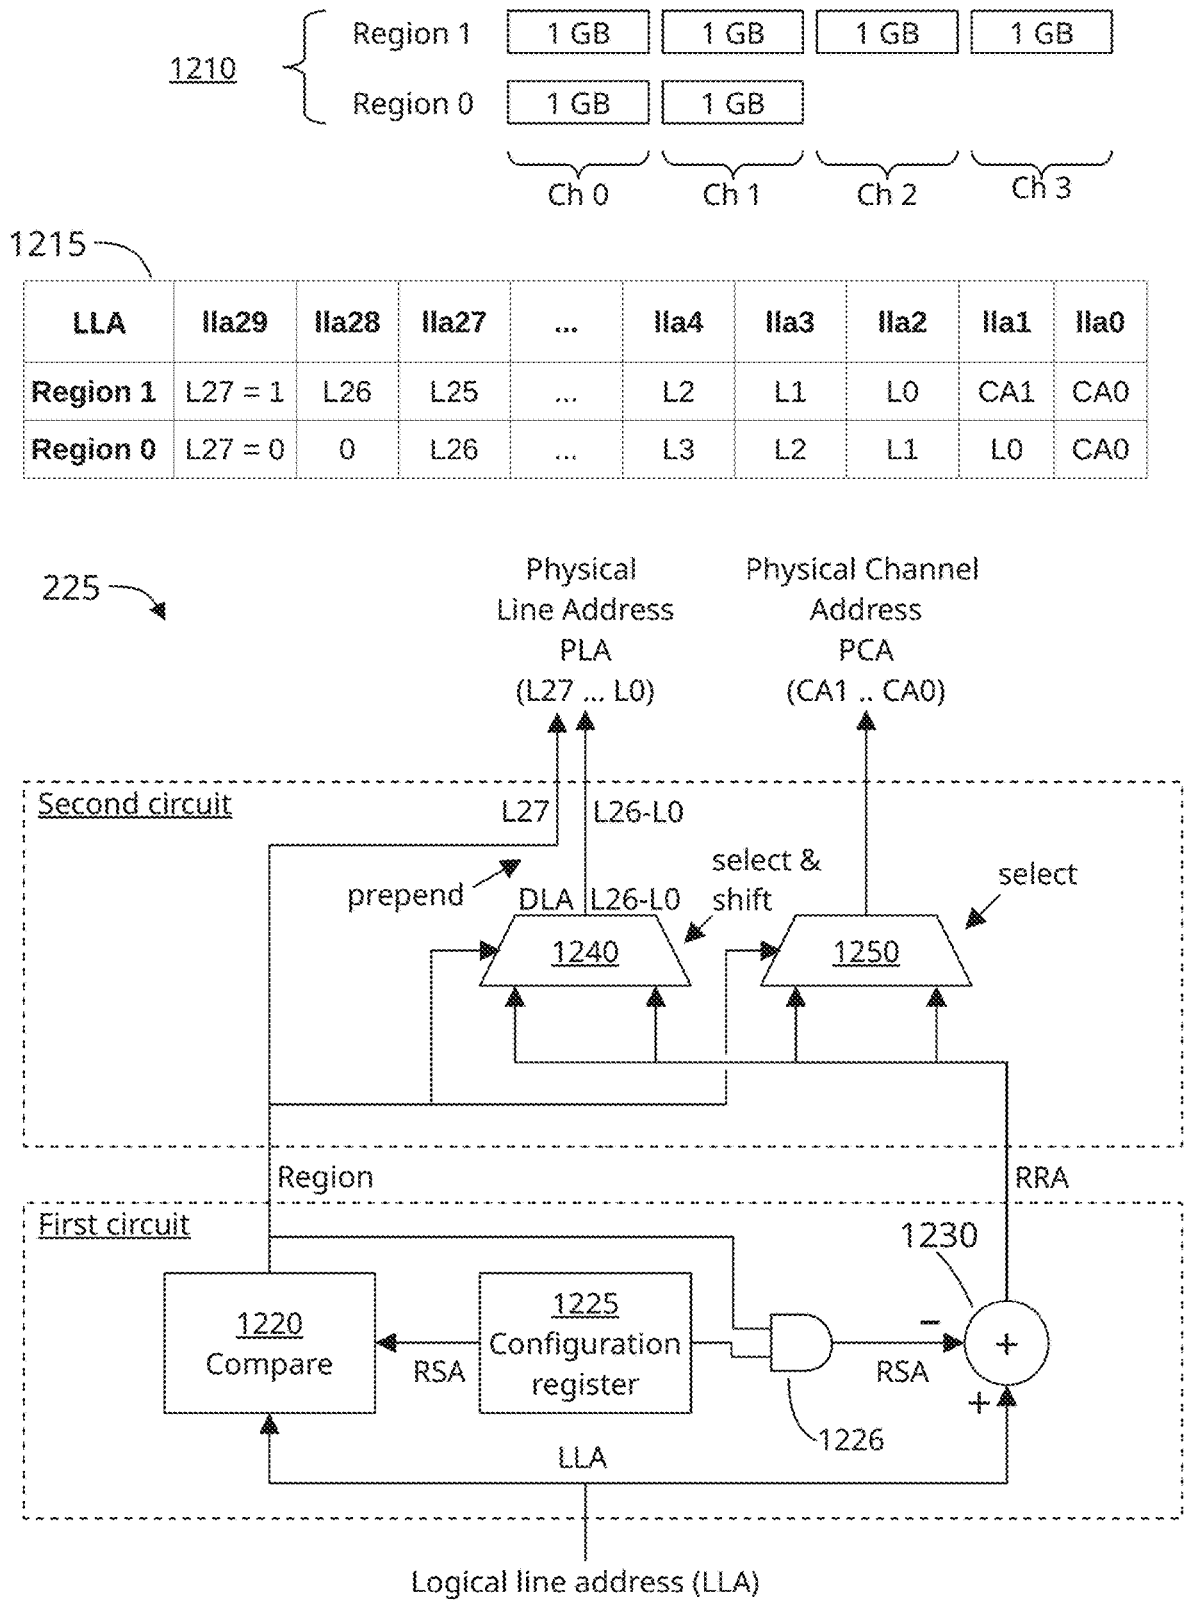 Region 1 1 GB 1 GB 1 GB 1 GB
1210
Region 0 1 GB 1 GB
Ch 0 Ch 1 Ch 2 Ch 3
1215
LLA lla29 lla28 lla27 ... lla4 lla3 lla2 lla1 lla0
Region 1 L27 = 1 L26 L25 ... L2 L1 L0 CA1 CA0
Region 0 L27 = 0 0 L26 ... L3 L2 L1 L0 CA0
225
Physical
Line Address
PLA
(L27 ... L0)
Physical Channel
Address
PCA
(CA1 .. CA0)
Second circuit
L27 L26-L0
prepend
DLA L26-L0
select &
shift
select
1240
1250
Region
RRA
First circuit
1230
1220
Compare
RSA
1225
Configuration
register
1226
RSA
−
+
+
LLA
Logical line address (LLA)